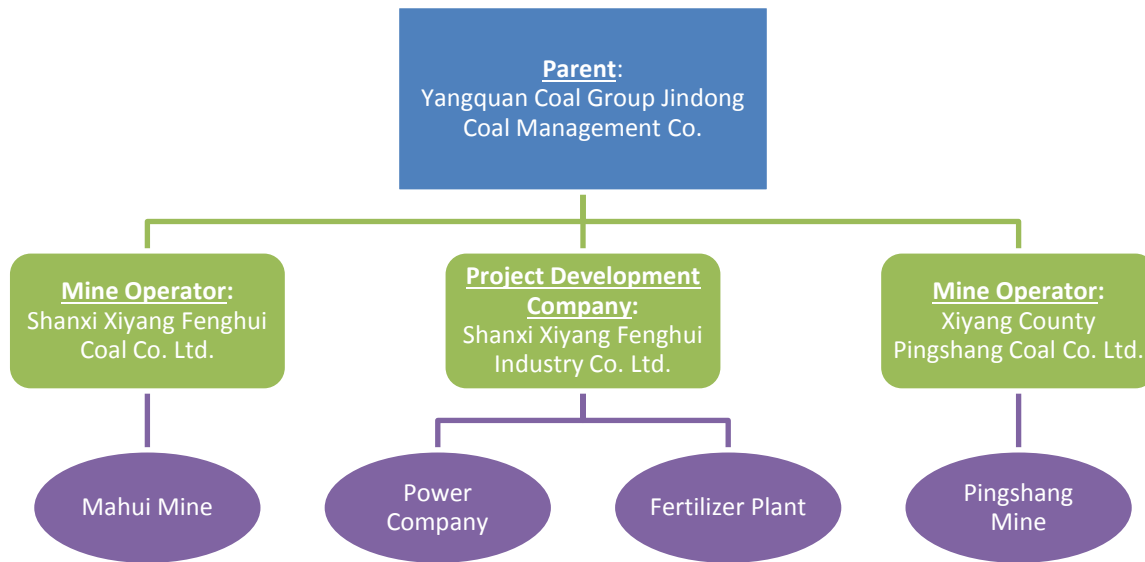 Parent:
Yangquan Coal Group Jindong
Coal Management Co.
Mine Operator:
Shanxi Xiyang Fenghui
Coal Co. Ltd.
Project Development
Company:
Shanxi Xiyang Fenghui
Industry Co. Ltd.
Mine Operator:
Xiyang County
Pingshang Coal Co. Ltd.
Mahui Mine
Power
Company
Fertilizer Plant
Pingshang
Mine